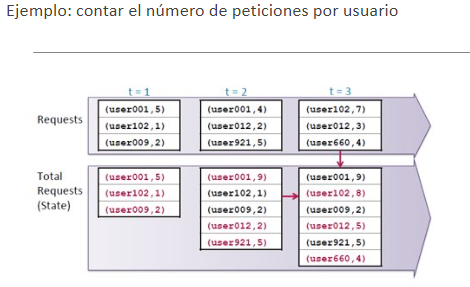 Ejemplo: contar el número de peticiones por usuario
t = 1 t = 2 t = 3
Requests
(user001,5) (user001,4) (user102,7)
(user102,1) (user012,2) (user012,3)
(user009,2) (user921,5) (user660,4)
Total
Requests
(State)
(user001,5) (user001,9) (user001,9)
(user102,1) (user102,1) (user102,8)
(user009,2) (user009,2) (user009,2)
(user012,2) (user012,5)
(user921,5) (user921,5)
(user660,4)